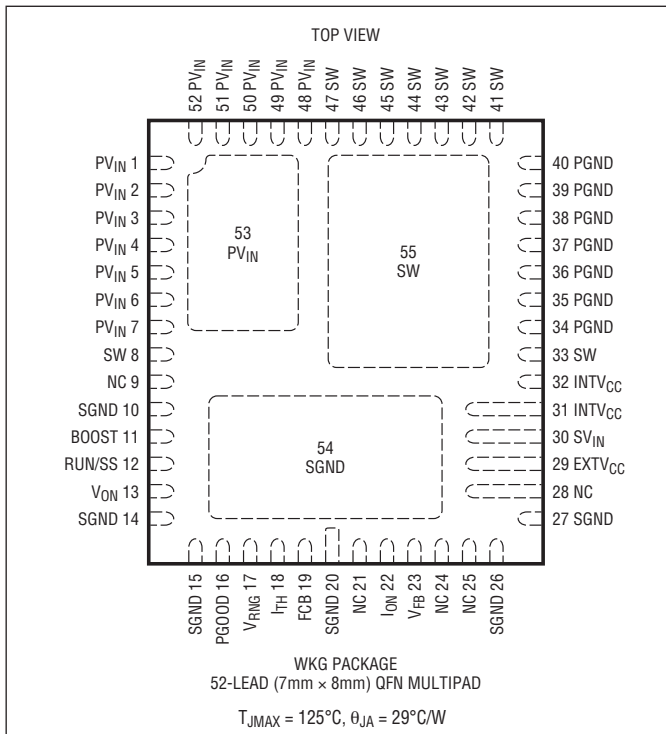 TOP VIEW
52 PVIN
51 PVIN
50 PVIN
49 PVIN
48 PVIN
47 SW
46 SW
45 SW
44 SW
43 SW
42 SW
41 SW
PVIN 1
PVIN 2
PVIN 3
PVIN 4
PVIN 5
PVIN 6
PVIN 7
SW 8
NC 9
SGND 10
BOOST 11
RUN/SS 12
VON 13
SGND 14
53
PVIN
55
SW
54
SGND
40 PGND
39 PGND
38 PGND
37 PGND
36 PGND
35 PGND
34 PGND
33 SW
32 INTVCC
31 INTVCC
30 SVIN
29 EXTVCC
28 NC
27 SGND
SGND 15
PGOOD 16
VRNG 17
ITH 18
FCB 19
SGND 20
NC 21
ION 22
VFB 23
NC 24
NC 25
SGND 26
WKG PACKAGE
52-LEAD (7mm × 8mm) QFN MULTIPAD
TJMAX = 125°C, θJA = 29°C/W